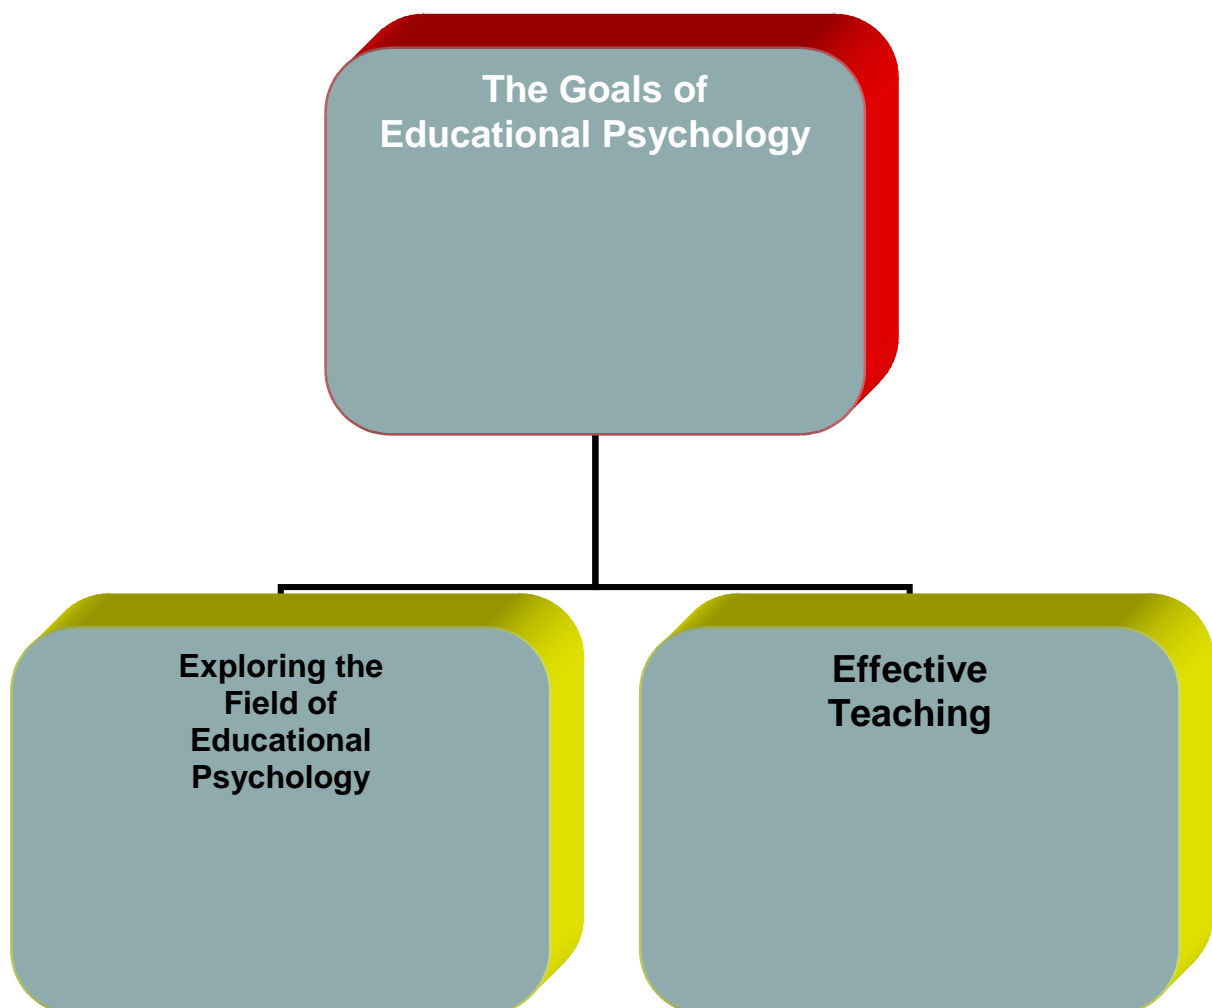 The Goals of
Educational Psychology
Exploring the
Field of
Educational
Psychology
Effective
Teaching